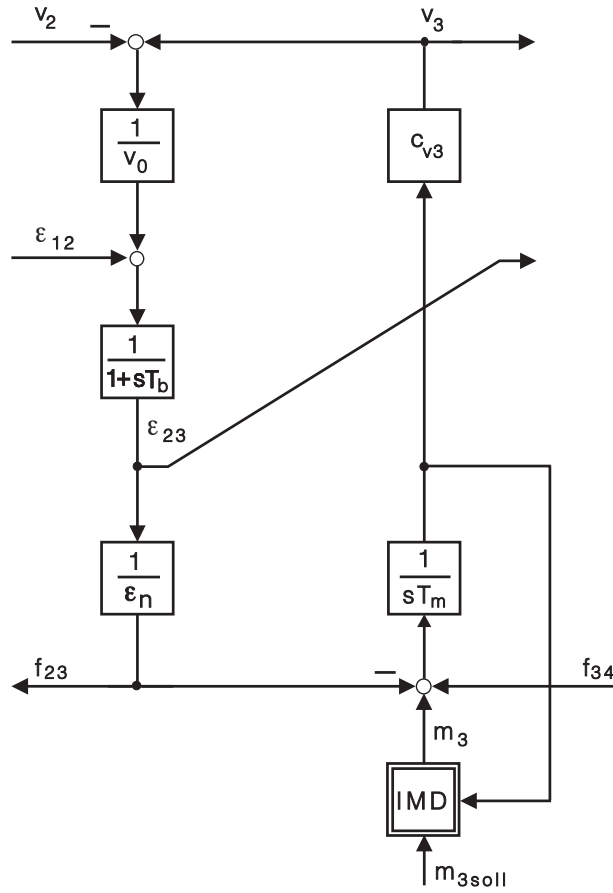 v2
−
v3
1
v0
cv3
ε12
1
1+sTb
ε23
1
εn
1
sTm
f23
−
f34
m3
IMD
m3soll